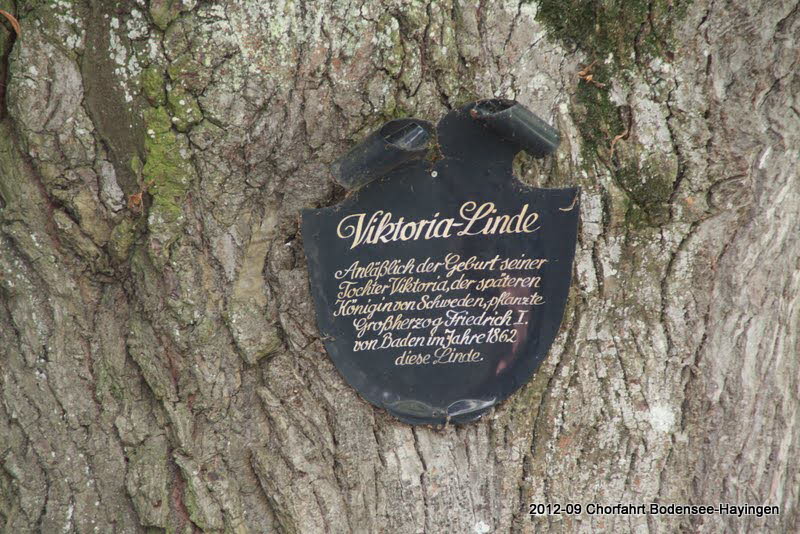 Viktoria-Linde
Anläßlich der Geburt seiner
Tochter Viktoria, der späteren
Königin von Schweden, pflanzte
Großherzog Friedrich I.
von Baden im Jahre 1862
diese Linde.
2012-09 Chorfahrt Bodensee-Hayingen